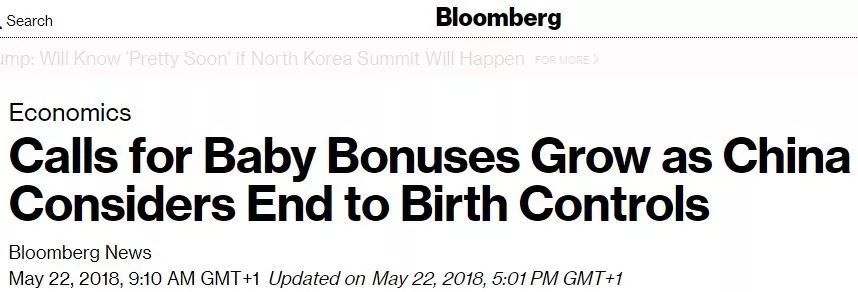 Search
Bloomberg
ump: Will Know 'Pretty Soon' if North Korea Summit Will Happen FOR MORE >
Economics
Calls for Baby Bonuses Grow as China
Considers End to Birth Controls
Bloomberg News
May 22, 2018, 9:10 AM GMT+1 Updated on May 22, 2018, 5:01 PM GMT+1